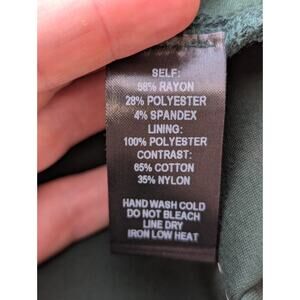 SELF:
68% RAYON
28% POLYESTER
4% SPANDEX
LINING:
100% POLYESTER
CONTRAST:
65% COTTON
35% NYLON
HAND WASH COLD
DO NOT BLEACH
LINE DRY
IRON LOW HEAT